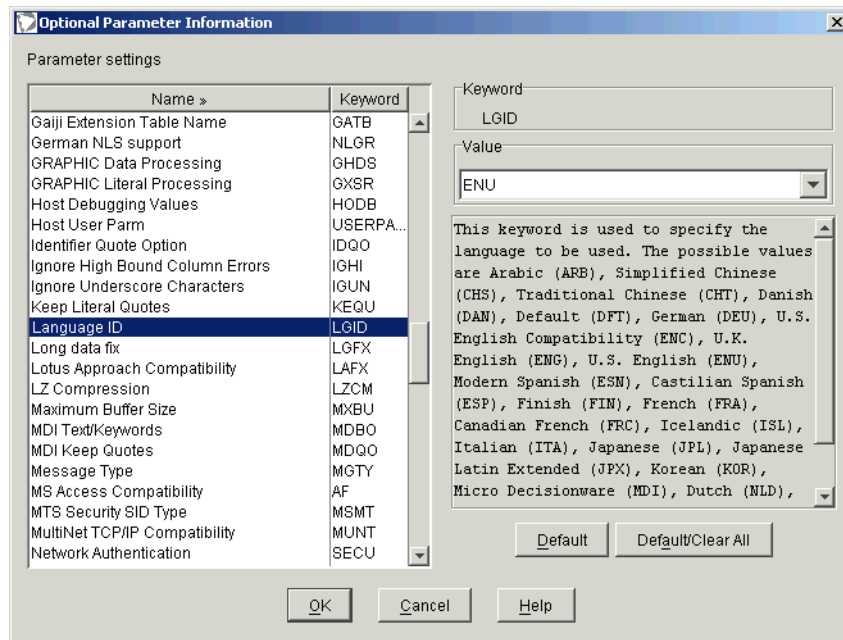 Optional Parameter Information
Parameter settings
Name » Keyword
Gaiji Extension Table Name GATB
German NLS support NLGR
GRAPHIC Data Processing GHDS
GRAPHIC Literal Processing GXSR
Host Debugging Values HODB
Host User Parm USERPA...
Identifier Quote Option IDQO
Ignore High Bound Column Errors IGHI
Ignore Underscore Characters IGUN
Keep Literal Quotes KEQU
Language ID LGID
Long data fix LGFX
Lotus Approach Compatibility LAFX
LZ Compression LZCM
Maximum Buffer Size MXBU
MDI Text/Keywords MDBO
MDI Keep Quotes MDQO
Message Type MGTY
MS Access Compatibility AF
MTS Security SID Type MSMT
MultiNet TCP/IP Compatibility MUNT
Network Authentication SECU
Keyword
LGID
Value
ENU
This keyword is used to specify the
language to be used. The possible values
are Arabic (ARB), Simplified Chinese
(CHS), Traditional Chinese (CHT), Danish
(DAN), Default (DFT), German (DEU), U.S.
English Compatibility (ENC), U.K.
English (ENG), U.S. English (ENU),
Modern Spanish (ESN), Castilian Spanish
(ESP), Finish (FIN), French (FRA),
Canadian French (FRC), Icelandic (ISL),
Italian (ITA), Japanese (JPL), Japanese
Latin Extended (JPX), Korean (KOR),
Micro Decisionware (MDI), Dutch (NLD),
Default Default/Clear All
OK Cancel Help